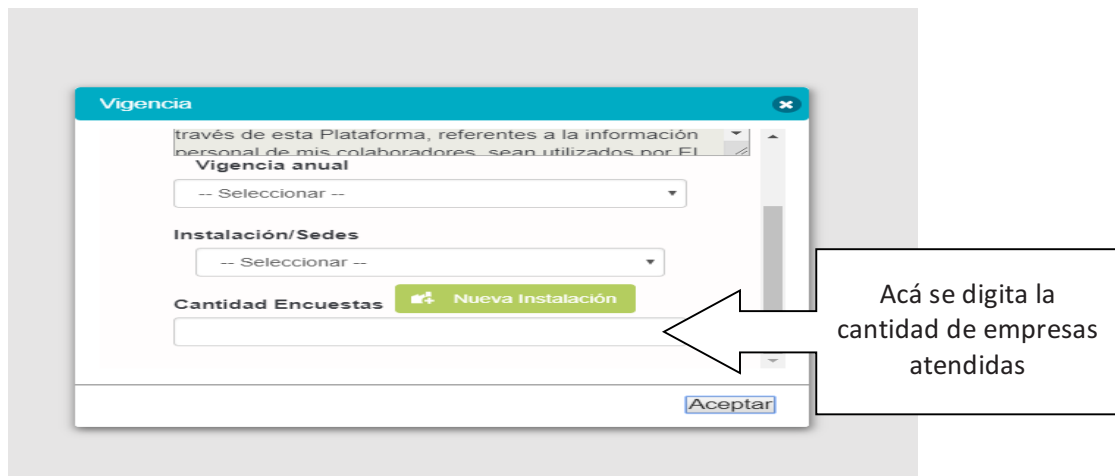 Vigencia
través de esta Plataforma, referentes a la información
personal de mis colaboradores, sean utilizados por El
Vigencia anual
-- Seleccionar --
Instalación/Sedes
-- Seleccionar --
Cantidad Encuestas
Nueva Instalación
Aceptar
Acá se digita la
cantidad de empresas
atendidas